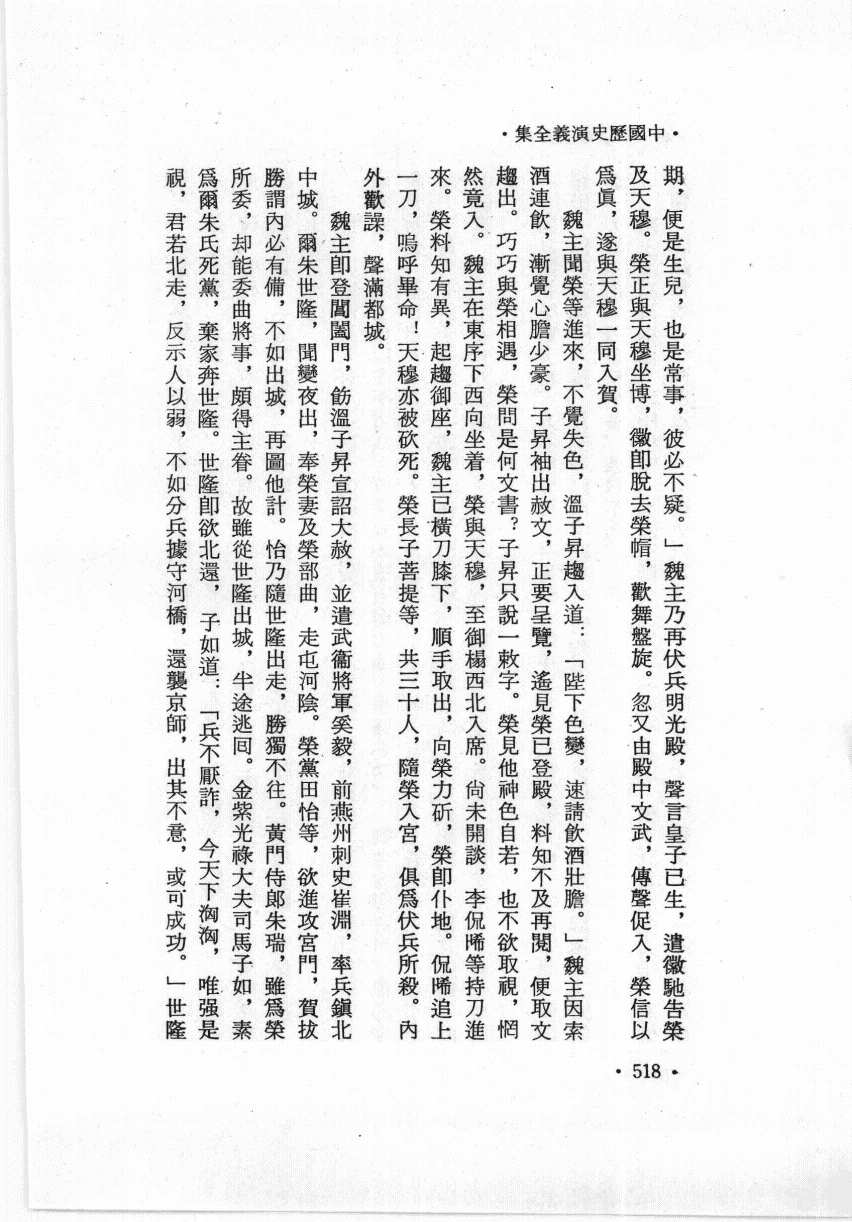 ・中國歷史演義全集・
期，便是生兒，也是常事，彼必不疑。」魏主乃再伏兵明光殿，聲言皇子已生，遣徽馳告榮
及天穆。榮正與天穆坐博，徽卽脫去榮帽，歡舞盤旋。忽又由殿中文武，傳聲促入，榮信以
爲眞，遂與天穆一同入賀。
魏主聞榮等進來，不覺失色，溫子昇趨入道：「陛下色變，速請飲酒壯膽。」魏主因索
酒連飲，漸覺心膽少豪。子昇袖出赦文，正要呈覽，遙見榮已登殿，料知不及再閱，便取文
趨出。巧巧與榮相遇，榮問是何文書？子昇只說一敕字。榮見他神色自若，也不欲取視，惘
然竟入。魏主在東序下西向坐着，榮與天穆，至御榻西北入席。尙未開談，李侃晞等持刀進
來。榮料知有異，起趨御座，魏主已橫刀膝下，順手取出，向榮力斫，榮卽仆地。侃晞追上
一刀，嗚呼畢命！天穆亦被砍死。榮長子菩提等，共三十人，隨榮入宮，俱爲伏兵所殺。內
外歡譟，聲滿都城。
魏主卽登閶闔門，飭溫子昇宣詔大赦，並遣武衞將軍奚毅，前燕州刺史崔淵，率兵鎭北
中城。爾朱世隆，聞變夜出，奉榮妻及榮部曲，走屯河陰。榮黨田怡等，欲進攻宮門，賀拔
勝謂內必有備，不如出城，再圖他計。怡乃隨世隆出走，勝獨不往。黃門侍郞朱瑞，雖爲榮
所委，却能委曲將事，頗得主眷。故雖從世隆出城，半途逃囘。金紫光祿大夫司馬子如，素
爲爾朱氏死黨，棄家奔世隆。世隆卽欲北還，子如道：「兵不厭詐，今天下洶洶，唯强是
視，君若北走，反示人以弱，不如分兵據守河橋，還襲京師，出其不意，或可成功。」世隆
・518・